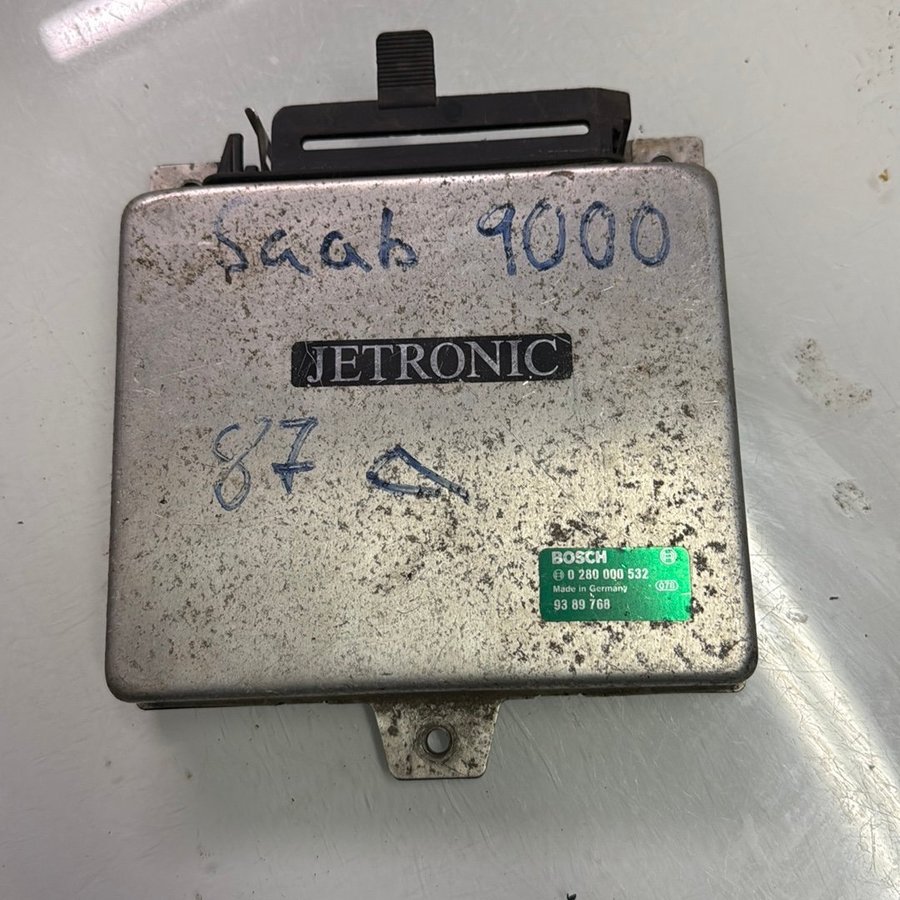 Saab 9000
JETRONIC
87 a
BOSCH
0 280 000 532
Made in Germany 078
93 89 768